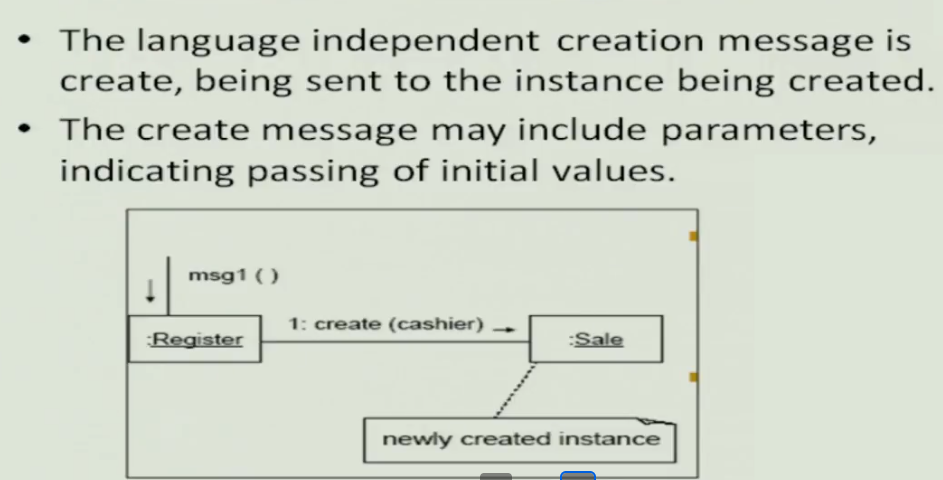 • The language independent creation message is
create, being sent to the instance being created.
• The create message may include parameters,
indicating passing of initial values.
msg1 ( )
1: create (cashier)
:Register
:Sale
newly created instance